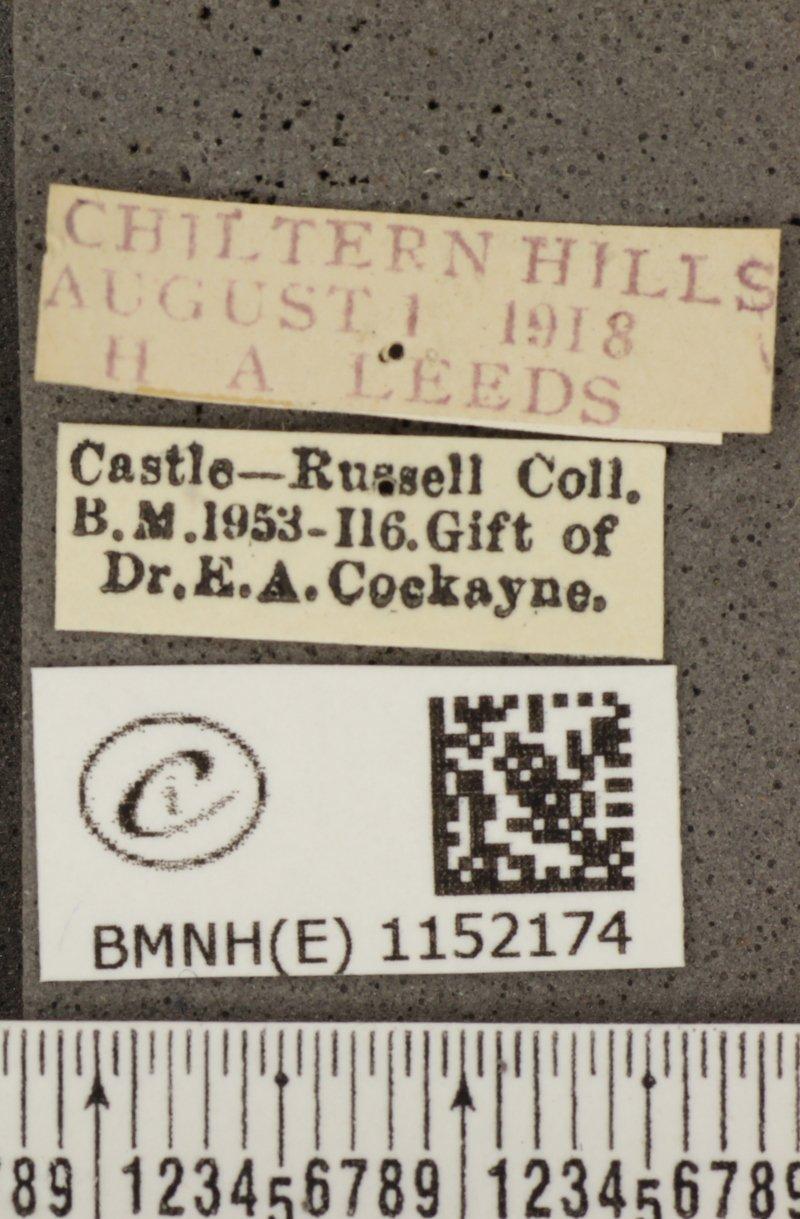 CHILTERN HILLS
AUGUST 1 1918
H A LEEDS
Castle—Russell Coll.
B.M.1953-116.Gift of
Dr.E.A.Cockayne.
C
BMNH(E) 1152174
789 123456789 123456789